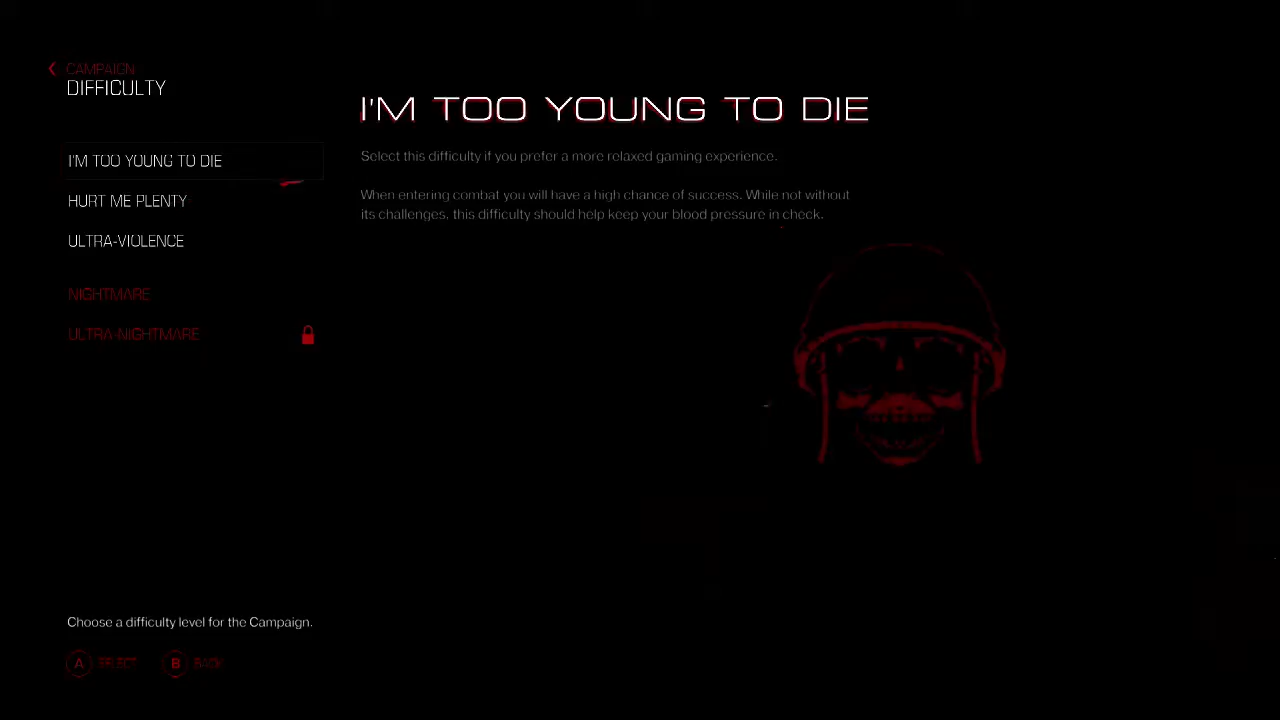 CAMPAIGN
DIFFICULTY
I'M TOO YOUNG TO DIE
HURT ME PLENTY
ULTRA-VIOLENCE
NIGHTMARE
ULTRA-NIGHTMARE
I'M TOO YOUNG TO DIE
Select this difficulty if you prefer a more relaxed gaming experience.
When entering combat you will have a high chance of success. While not without
its challenges, this difficulty should help keep your blood pressure in check.
Choose a difficulty level for the Campaign.
A SELECT B BACK